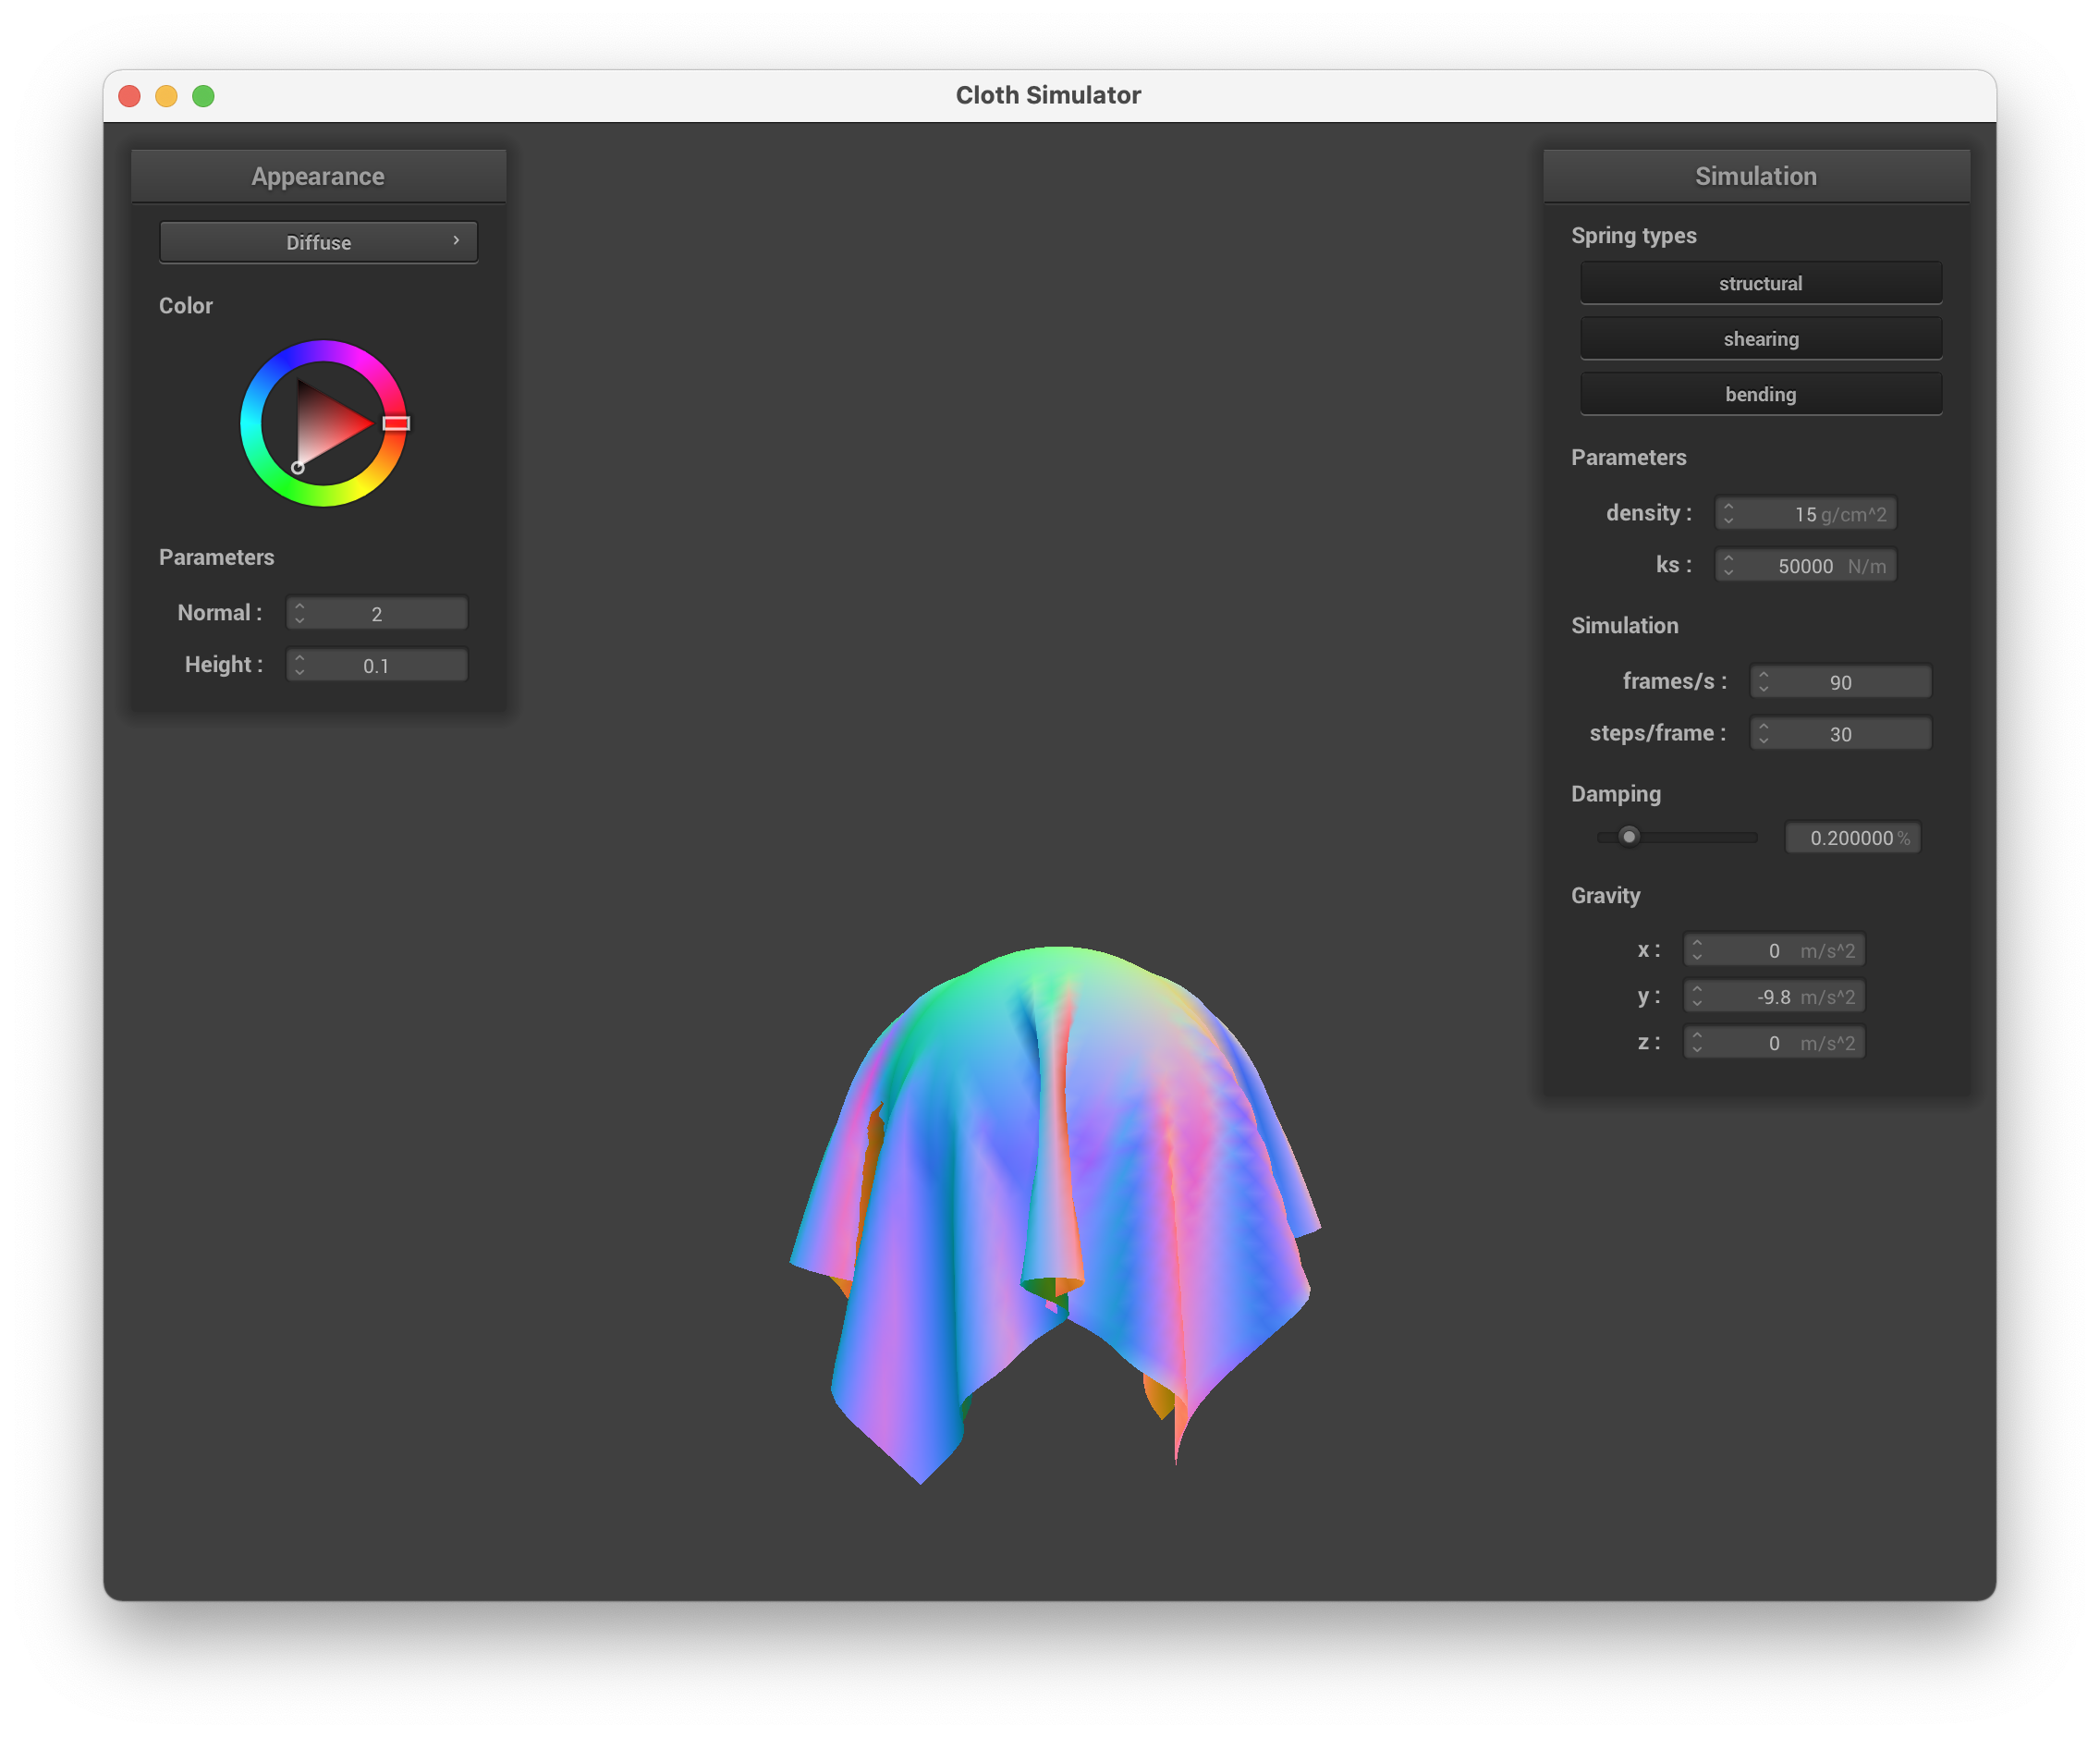 Cloth Simulator
Appearance
Diffuse
Color
Parameters
Normal : 2
Height : 0.1
Simulation
Spring types
structural
shearing
bending
Parameters
density : 15 g/cm^2
ks : 50000 N/m
Simulation
frames/s : 90
steps/frame : 30
Damping
0.200000 %
Gravity
x : 0 m/s^2
y : -9.8 m/s^2
z : 0 m/s^2